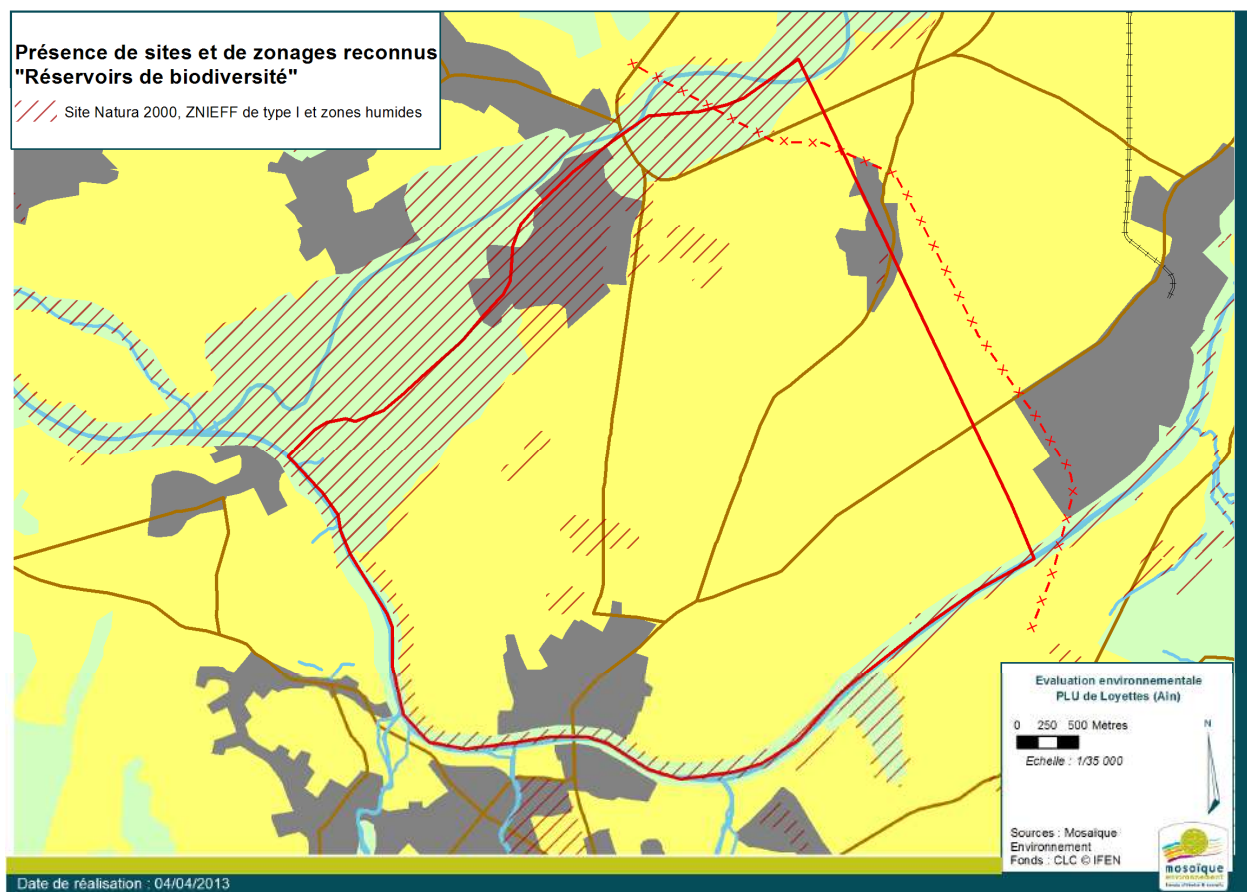 Présence de sites et de zonages reconnus
"Réservoirs de biodiversité"
Site Natura 2000, ZNIEFF de type I et zones humides
Evaluation environnementale
PLU de Loyettes (Ain)
0 250 500 Mètres
N
Echelle : 1/35 000
Sources : Mosaïque
Environnement
Fonds : CLC © IFEN
mosaïque
environnement
Date de réalisation : 04/04/2013